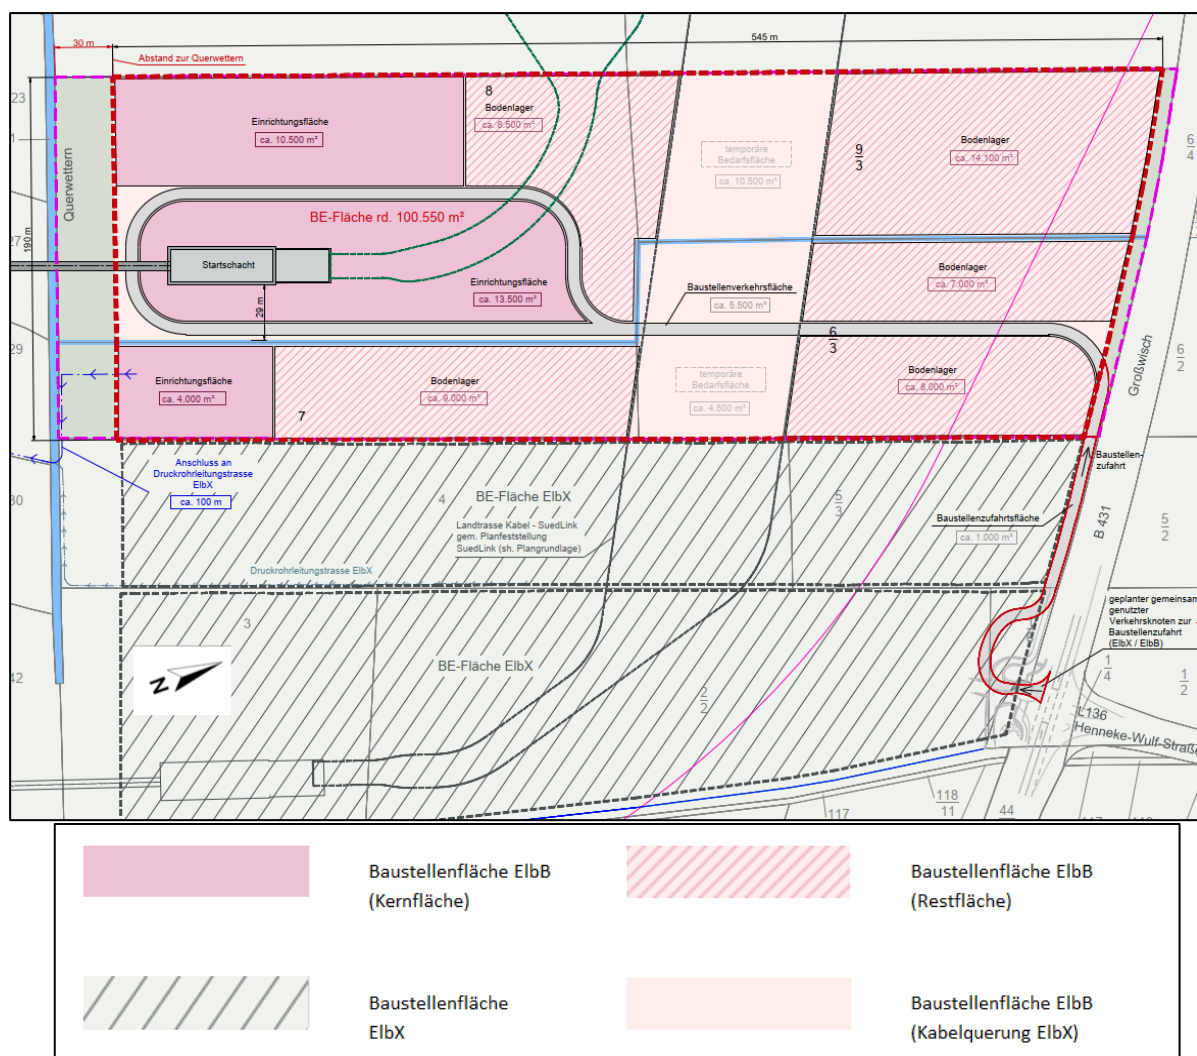 30 m
545 m
Abstand zur Querwettern
23
8
Bodenlager
ca. 8.500 m²
Einrichtungsfläche
ca. 10.500 m²
temporäre
Bedarfsfläche
ca. 10.500 m²
9
3
Bodenlager
ca. 14.100 m²
6
4
1
Querwettern
190 m
27
BE-Fläche rd. 100.550 m²
Startschacht
29 m
Einrichtungsfläche
ca. 13.500 m²
Baustellenverkehrsfläche
ca. 5.500 m²
Bodenlager
ca. 7.000 m²
6
3
29
Einrichtungsfläche
ca. 4.000 m²
Bodenlager
ca. 9.000 m²
7
temporäre
Bedarfsfläche
ca. 4.500 m²
Bodenlager
ca. 8.000 m²
Großwisch
6
2
Anschluss an
Druckrohrleitungstrasse
ElbX
ca. 100 m
30
4
BE-Fläche ElbX
Landtrasse Kabel - SuedLink
gem. Planfeststellung
SuedLink (sh. Plangrundlage)
5
3
Baustellen-
zufahrt
Baustellenzufahrtsfläche
ca. 1.000 m²
B 431
5
2
Druckrohrleitungstrasse ElbX
3
N
BE-Fläche ElbX
2
2
geplanter gemeinsam
genutzter
Verkehrsknoten zur
Baustellenzufahrt
(ElbX / ElbB)
1
4
1
2
42
L136
Henneke-Wulf-Straße
117
118
11
44
Baustellenfläche ElbB
(Kernfläche)
Baustellenfläche ElbB
(Restfläche)
Baustellenfläche
ElbX
Baustellenfläche ElbB
(Kabelquerung ElbX)